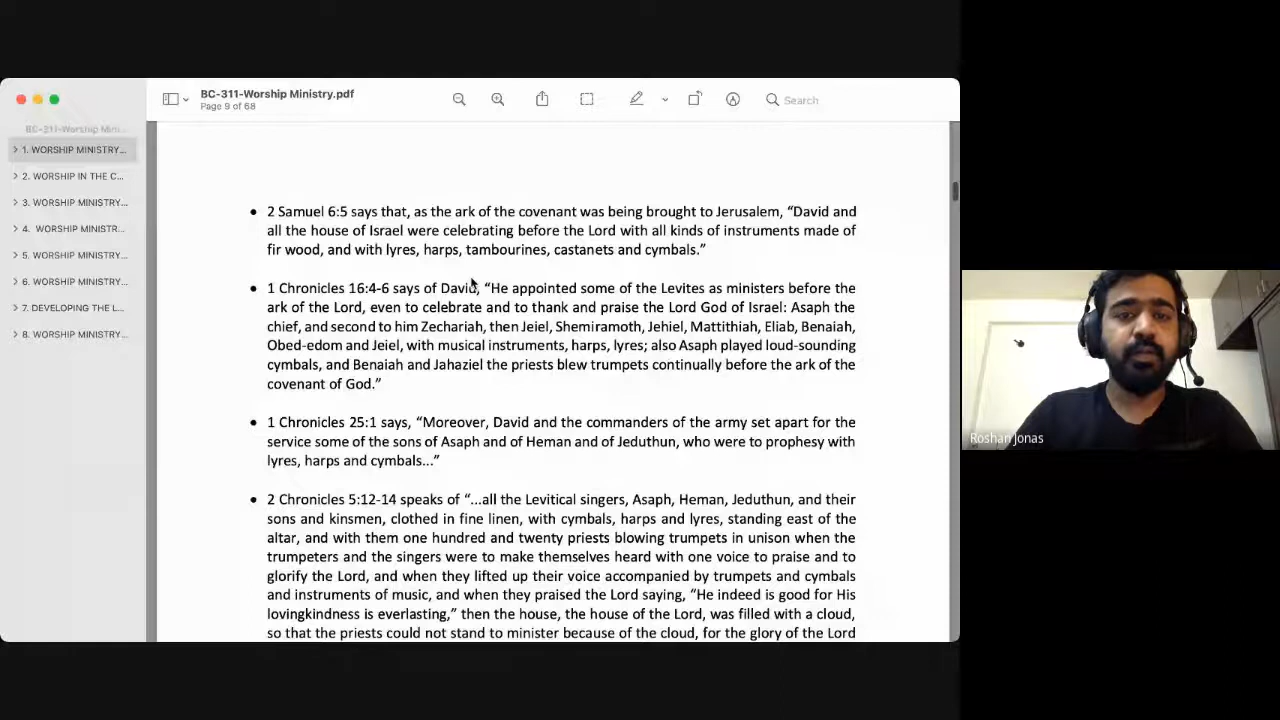 BC-311-Worship Ministry.pdf
Page 9 of 68
Search
BC-311-Worship Mini...
1. WORSHIP MINISTRY...
2. WORSHIP IN THE C...
3. WORSHIP MINISTRY...
4. WORSHIP MINISTR...
5. WORSHIP MINISTRY...
6. WORSHIP MINISTRY...
7. DEVELOPING THE L...
8. WORSHIP MINISTRY...
• 2 Samuel 6:5 says that, as the ark of the covenant was being brought to Jerusalem, “David and
all the house of Israel were celebrating before the Lord with all kinds of instruments made of
fir wood, and with lyres, harps, tambourines, castanets and cymbals.”
• 1 Chronicles 16:4-6 says of David, “He appointed some of the Levites as ministers before the
ark of the Lord, even to celebrate and to thank and praise the Lord God of Israel: Asaph the
chief, and second to him Zechariah, then Jeiel, Shemiramoth, Jehiel, Mattithiah, Eliab, Benaiah,
Obed-edom and Jeiel, with musical instruments, harps, lyres; also Asaph played loud-sounding
cymbals, and Benaiah and Jahaziel the priests blew trumpets continually before the ark of the
covenant of God.”
• 1 Chronicles 25:1 says, “Moreover, David and the commanders of the army set apart for the
service some of the sons of Asaph and of Heman and of Jeduthun, who were to prophesy with
lyres, harps and cymbals...”
• 2 Chronicles 5:12-14 speaks of “...all the Levitical singers, Asaph, Heman, Jeduthun, and their
sons and kinsmen, clothed in fine linen, with cymbals, harps and lyres, standing east of the
altar, and with them one hundred and twenty priests blowing trumpets in unison when the
trumpeters and the singers were to make themselves heard with one voice to praise and to
glorify the Lord, and when they lifted up their voice accompanied by trumpets and cymbals
and instruments of music, and when they praised the Lord saying, “He indeed is good for His
lovingkindness is everlasting,” then the house, the house of the Lord, was filled with a cloud,
so that the priests could not stand to minister because of the cloud, for the glory of the Lord
Roshan Jonas